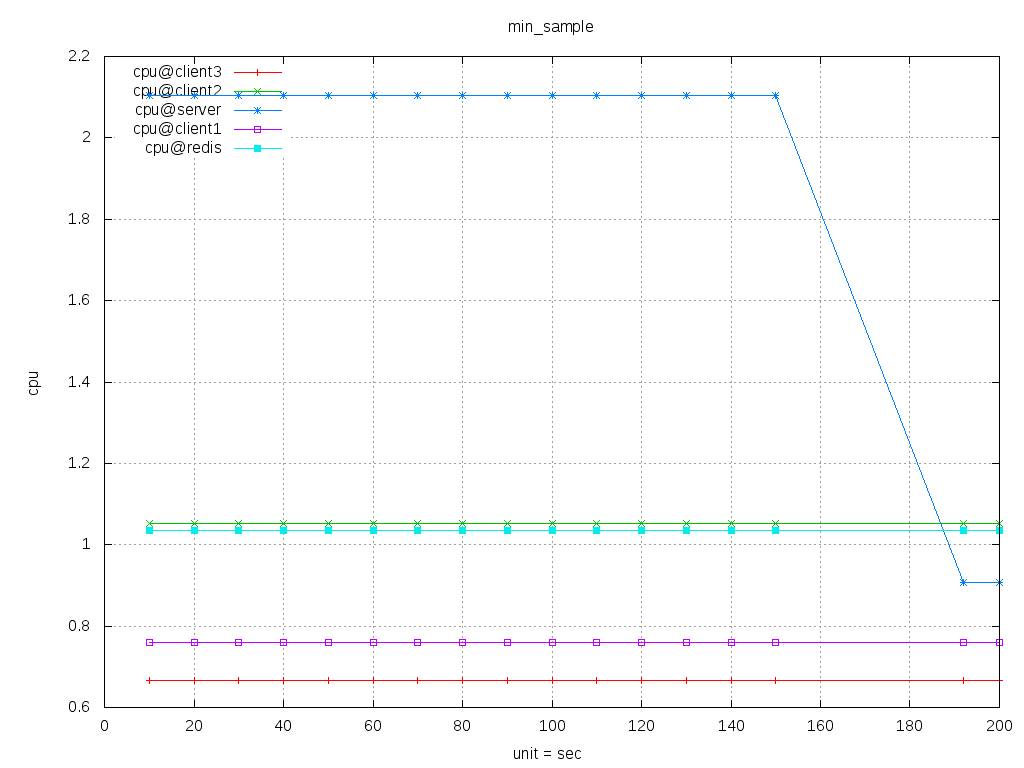 min_sample
2.2
2
1.8
1.6
1.4
1.2
1
0.8
0.6
cpu
cpu@client3
cpu@client2
cpu@server
cpu@client1
cpu@redis
0 20 40 60 80 100 120 140 160 180 200
unit = sec